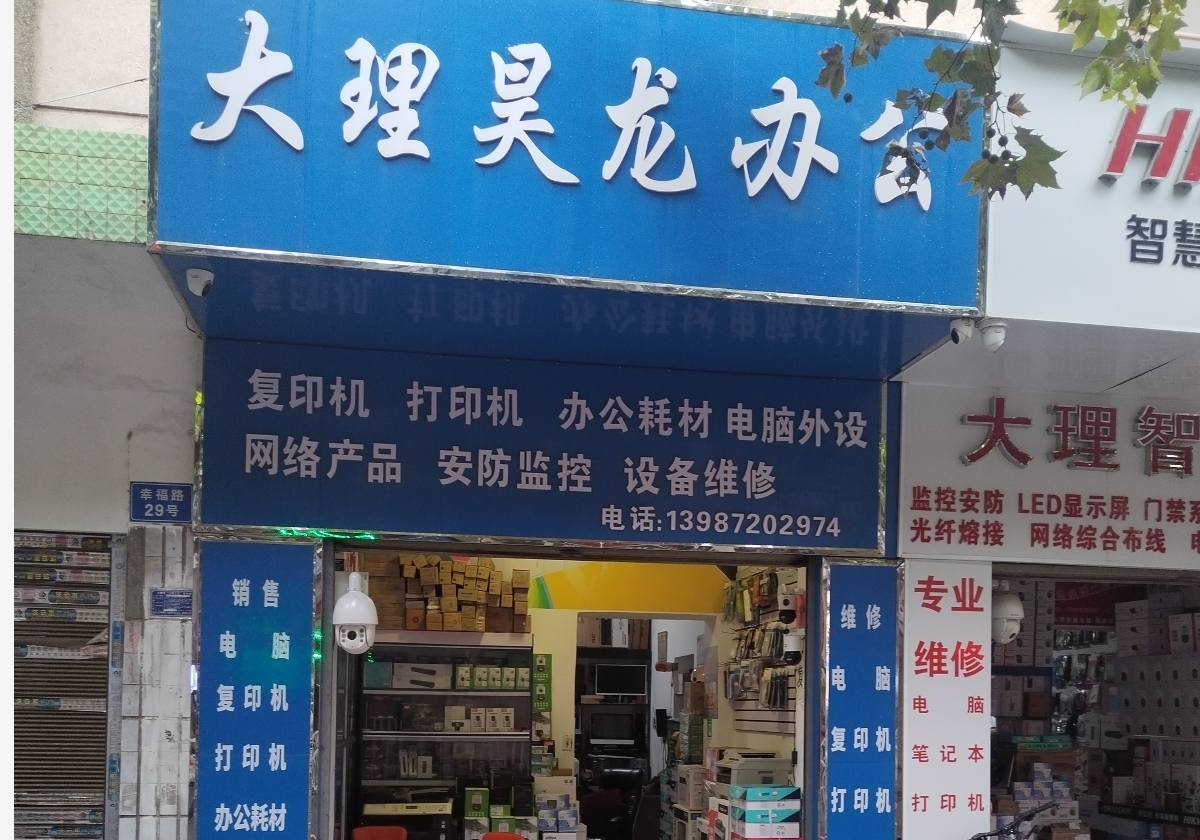 大理昊龙办公
复印机 打印机 办公耗材 电脑外设
网络产品 安防监控 设备维修
电话:13987202974
幸福路
29号
销售
电脑
复印机
打印机
办公耗材
维修
电脑
复印机
打印机
智慧
大理智
监控安防 LED显示屏 门禁系
光纤熔接 网络综合布线 电
专业
维修
电脑
笔记本
打印机